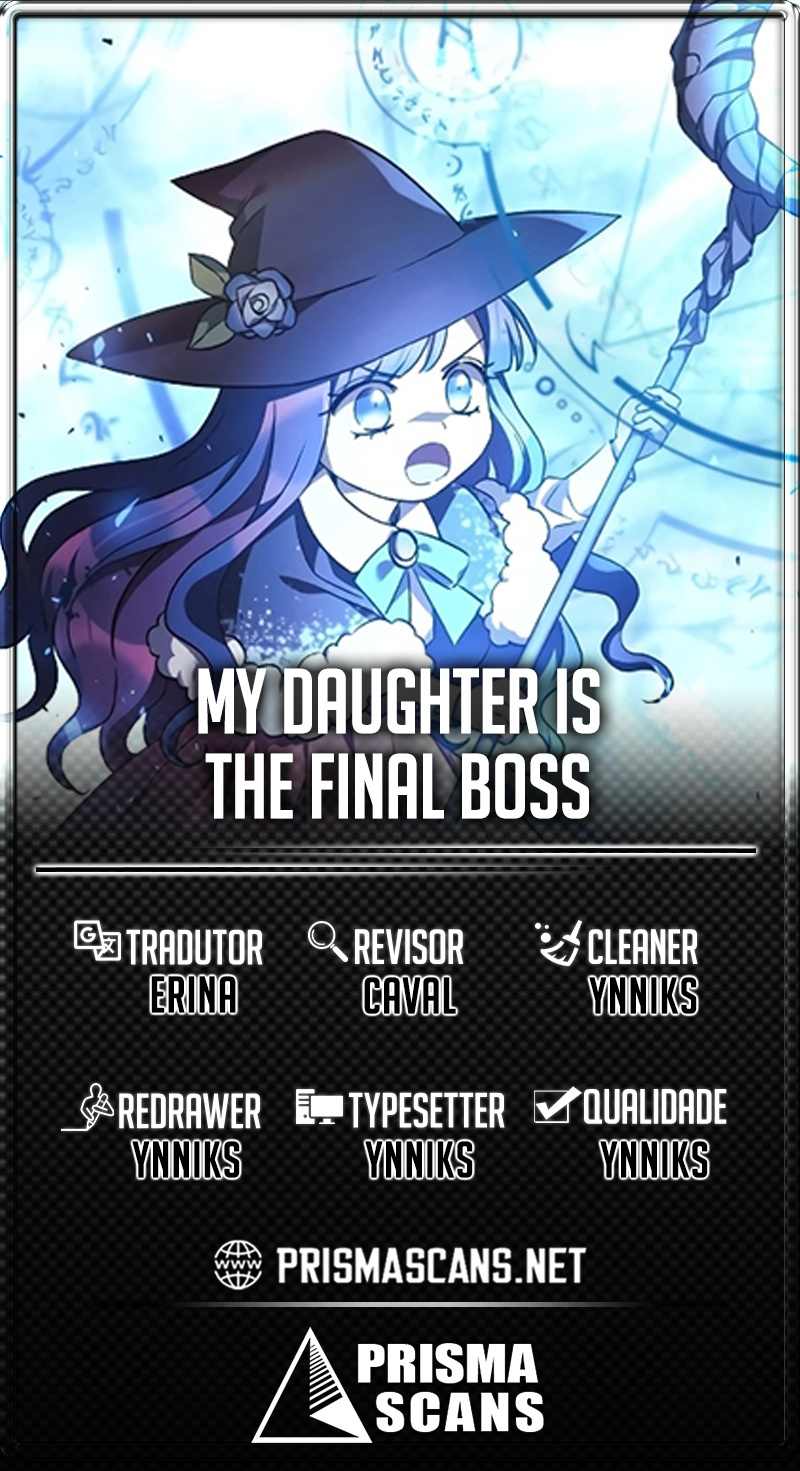 MY DAUGHTER IS
THE FINAL BOSS
TRADUTOR
ERINA
REVISOR
CAVAL
CLEANER
YNNIKS
REDRAWER
YNNIKS
TYPESETTER
YNNIKS
QUALIDADE
YNNIKS
WWW PRISMASCANS.NET
PRISMA
SCANS